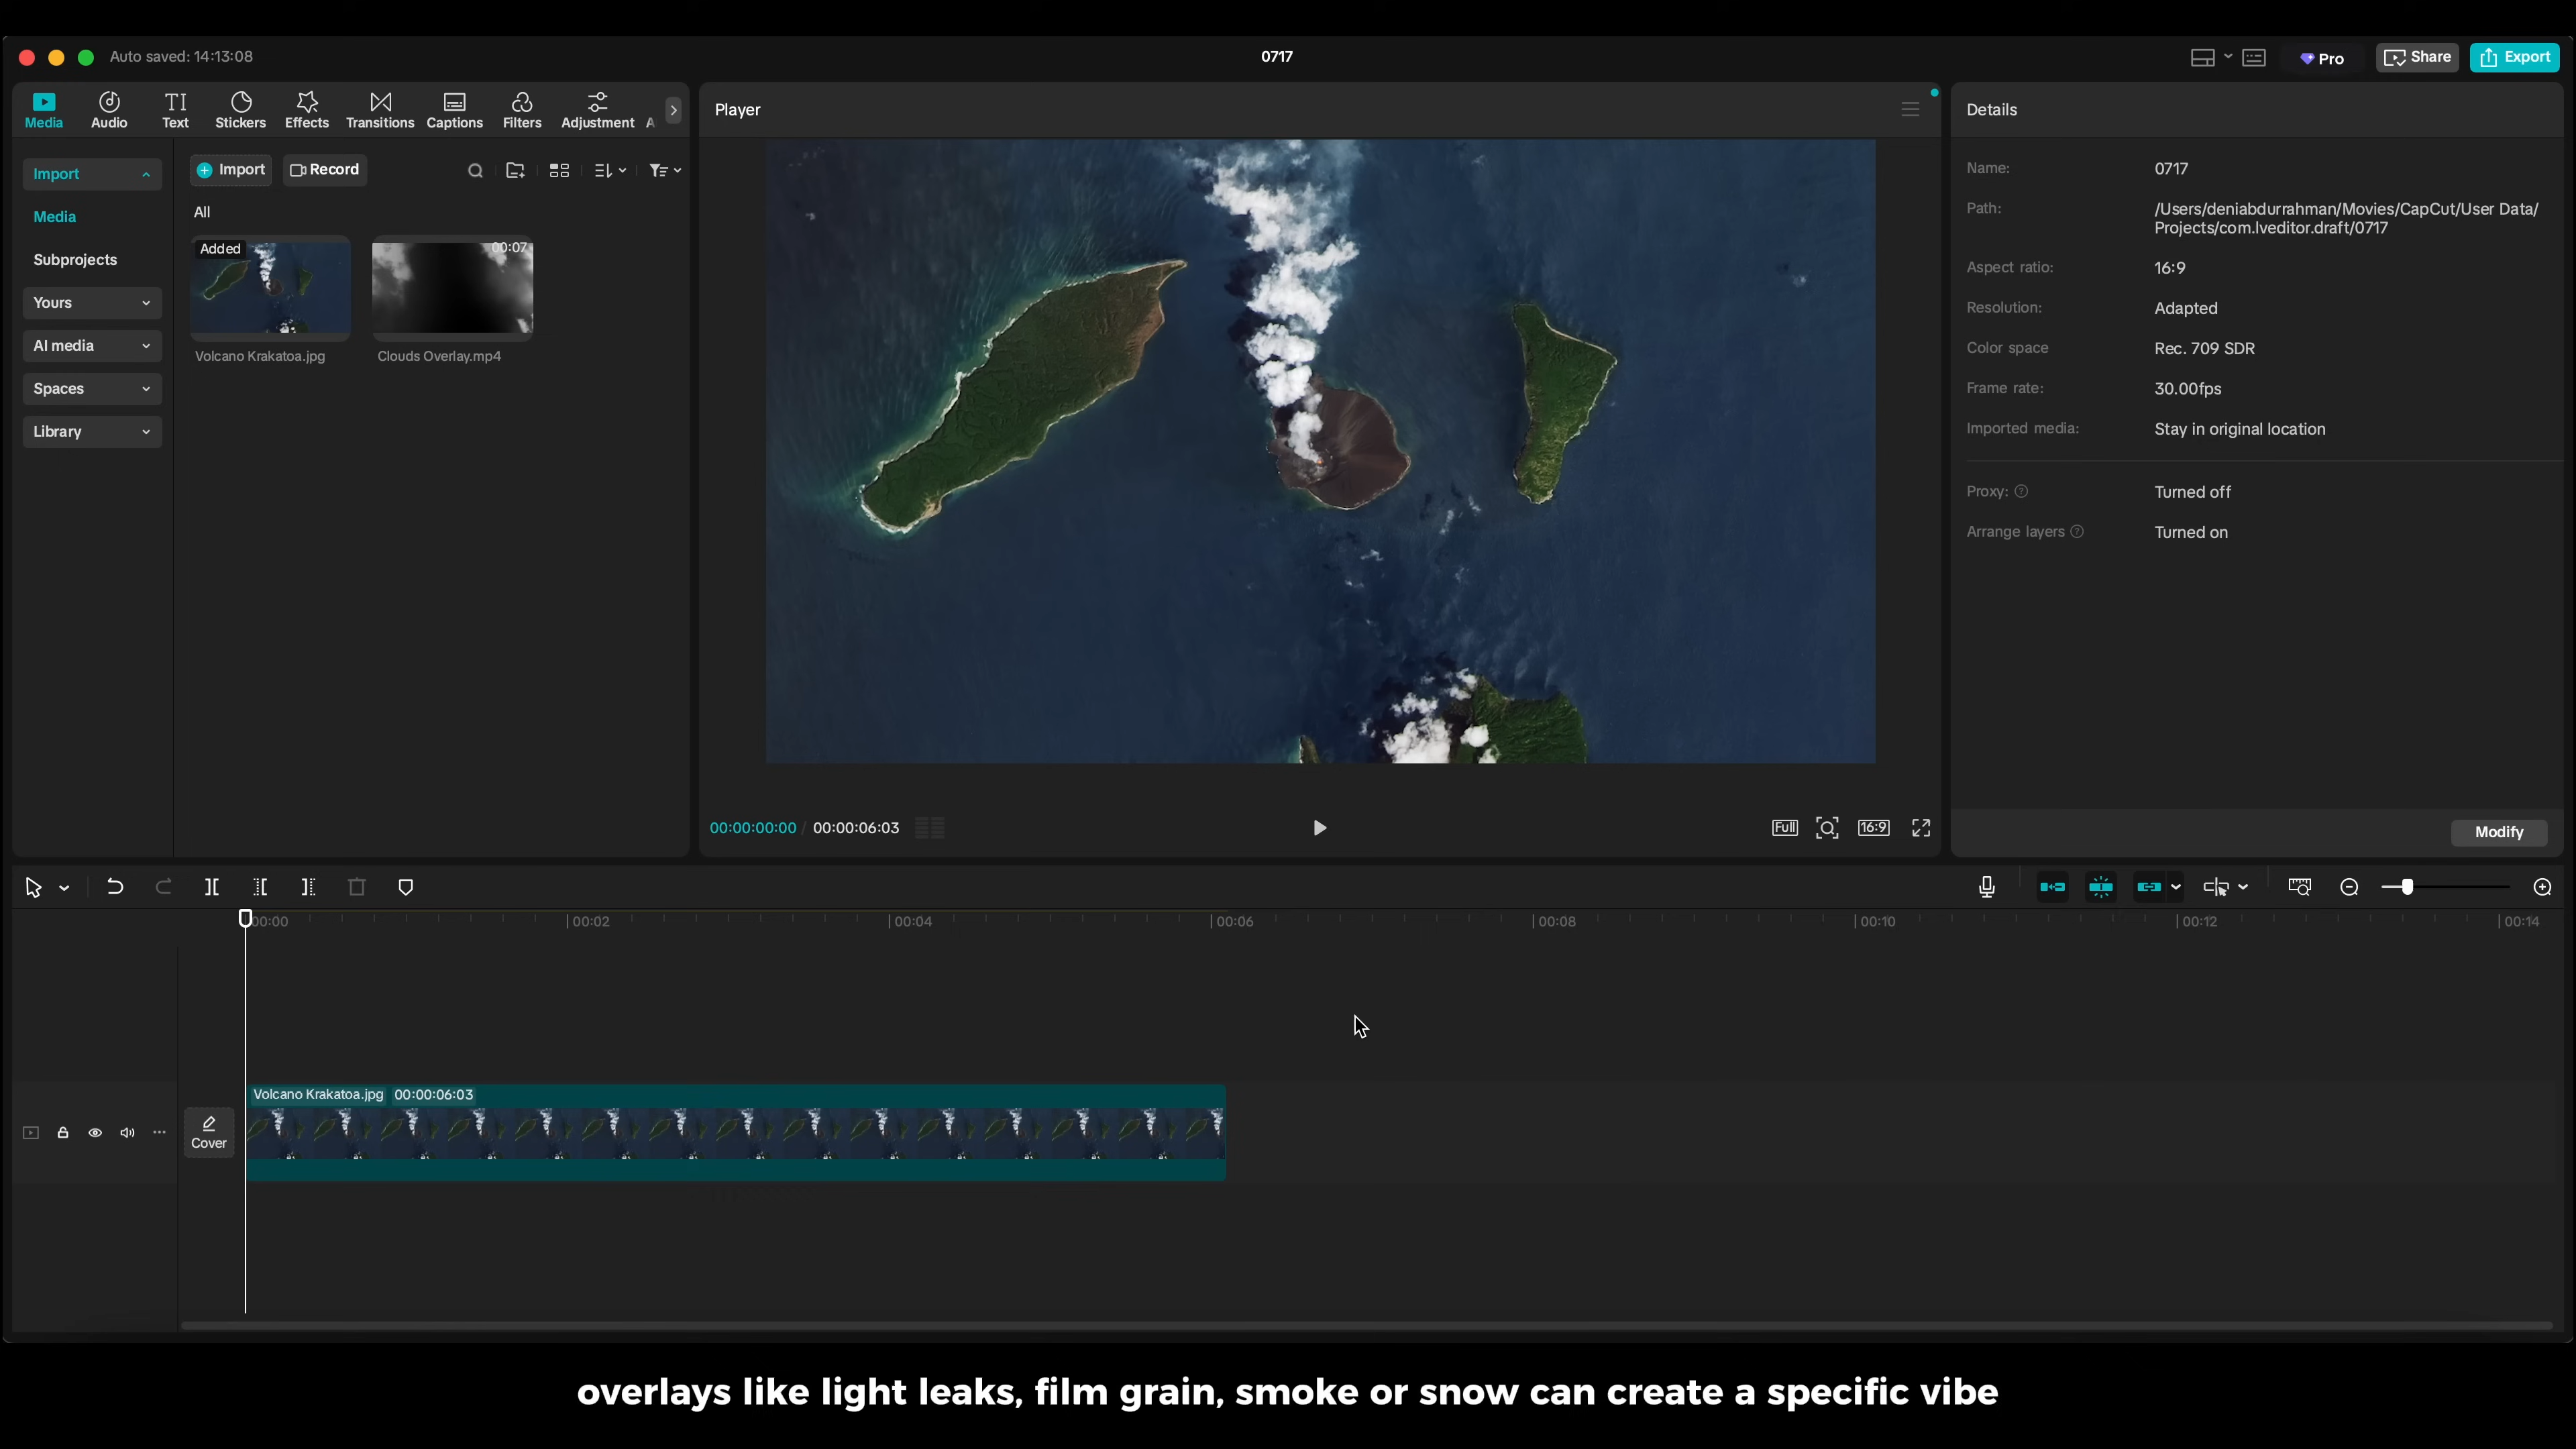 Auto saved: 14:13:08
0717
Pro
Share
Export
Media
Audio
TI
Text
Stickers
Effects
Transitions
Captions
Filters
Adjustment
A
Player
Details
Import
Media
Subprojects
Yours
AI media
Spaces
Library
Import
Record
All
Added
00:07
Volcano Krakatoa.jpg
Clouds Overlay.mp4
Name:
0717
Path:
/Users/deniabdurrahman/Movies/CapCut/User Data/
Projects/com.lveditor.draft/0717
Aspect ratio:
16:9
Resolution:
Adapted
Color space
Rec. 709 SDR
Frame rate:
30.00fps
Imported media:
Stay in original location
Proxy: ?
Turned off
Arrange layers ?
Turned on
Modify
00:00:00:00 / 00:00:06:03
Full
16:9
00:00
00:02
00:04
00:06
00:08
00:10
00:12
00:14
Volcano Krakatoa.jpg 00:00:06:03
Cover
overlays like light leaks, film grain, smoke or snow can create a specific vibe